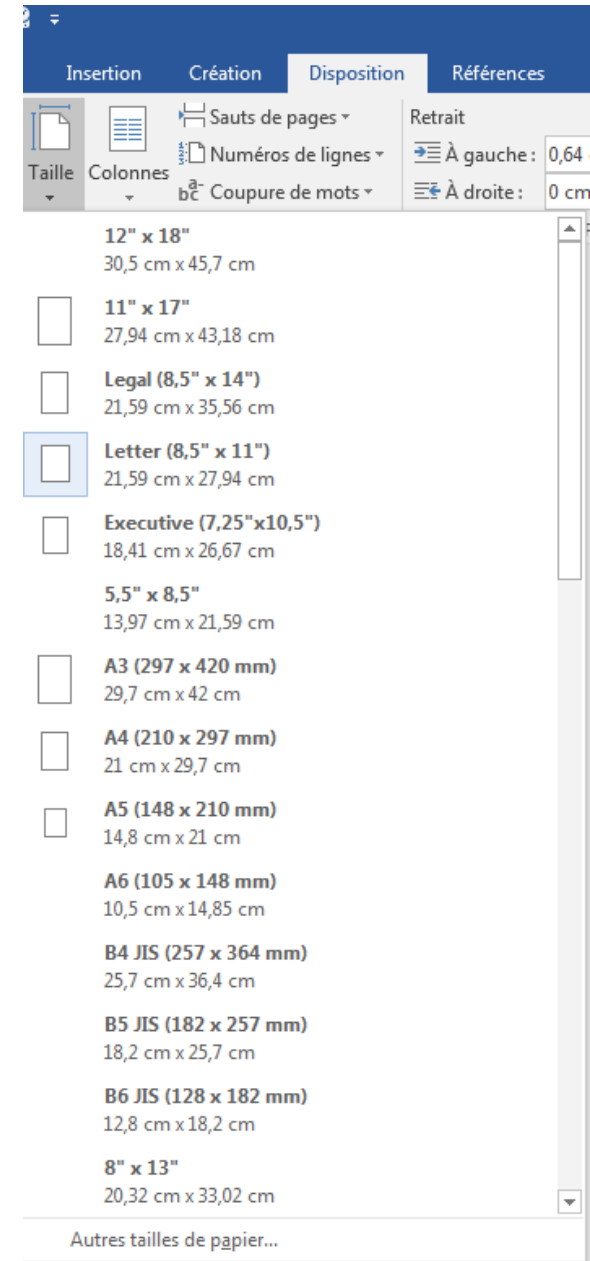 Insertion Création Disposition Références
Sauts de pages Retrait
Numéros de lignes À gauche : 0,64
Taille Colonnes
Coupure de mots À droite : 0 cm
12" x 18"
30,5 cm x 45,7 cm
11" x 17"
27,94 cm x 43,18 cm
Legal (8,5" x 14")
21,59 cm x 35,56 cm
Letter (8,5" x 11")
21,59 cm x 27,94 cm
Executive (7,25"x10,5")
18,41 cm x 26,67 cm
5,5" x 8,5"
13,97 cm x 21,59 cm
A3 (297 x 420 mm)
29,7 cm x 42 cm
A4 (210 x 297 mm)
21 cm x 29,7 cm
A5 (148 x 210 mm)
14,8 cm x 21 cm
A6 (105 x 148 mm)
10,5 cm x 14,85 cm
B4 JIS (257 x 364 mm)
25,7 cm x 36,4 cm
B5 JIS (182 x 257 mm)
18,2 cm x 25,7 cm
B6 JIS (128 x 182 mm)
12,8 cm x 18,2 cm
8" x 13"
20,32 cm x 33,02 cm
Autres tailles de papier...